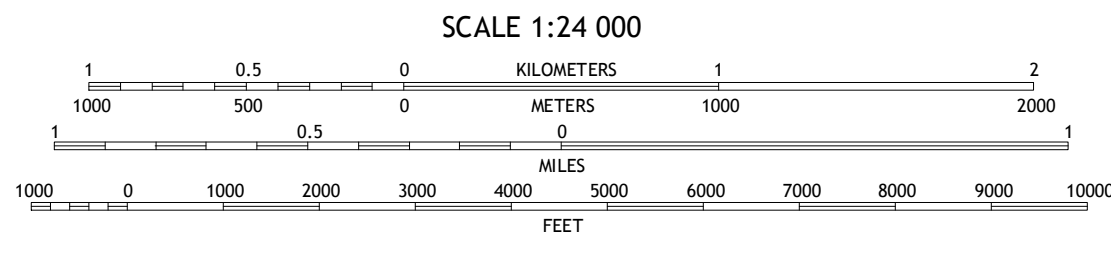 SCALE 1:24 000
1 0.5 0 KILOMETERS 1 2
1000 500 0 METERS 1000 2000
1 0.5 0 1
MILES
1000 0 1000 2000 3000 4000 5000 6000 7000 8000 9000 10000
FEET